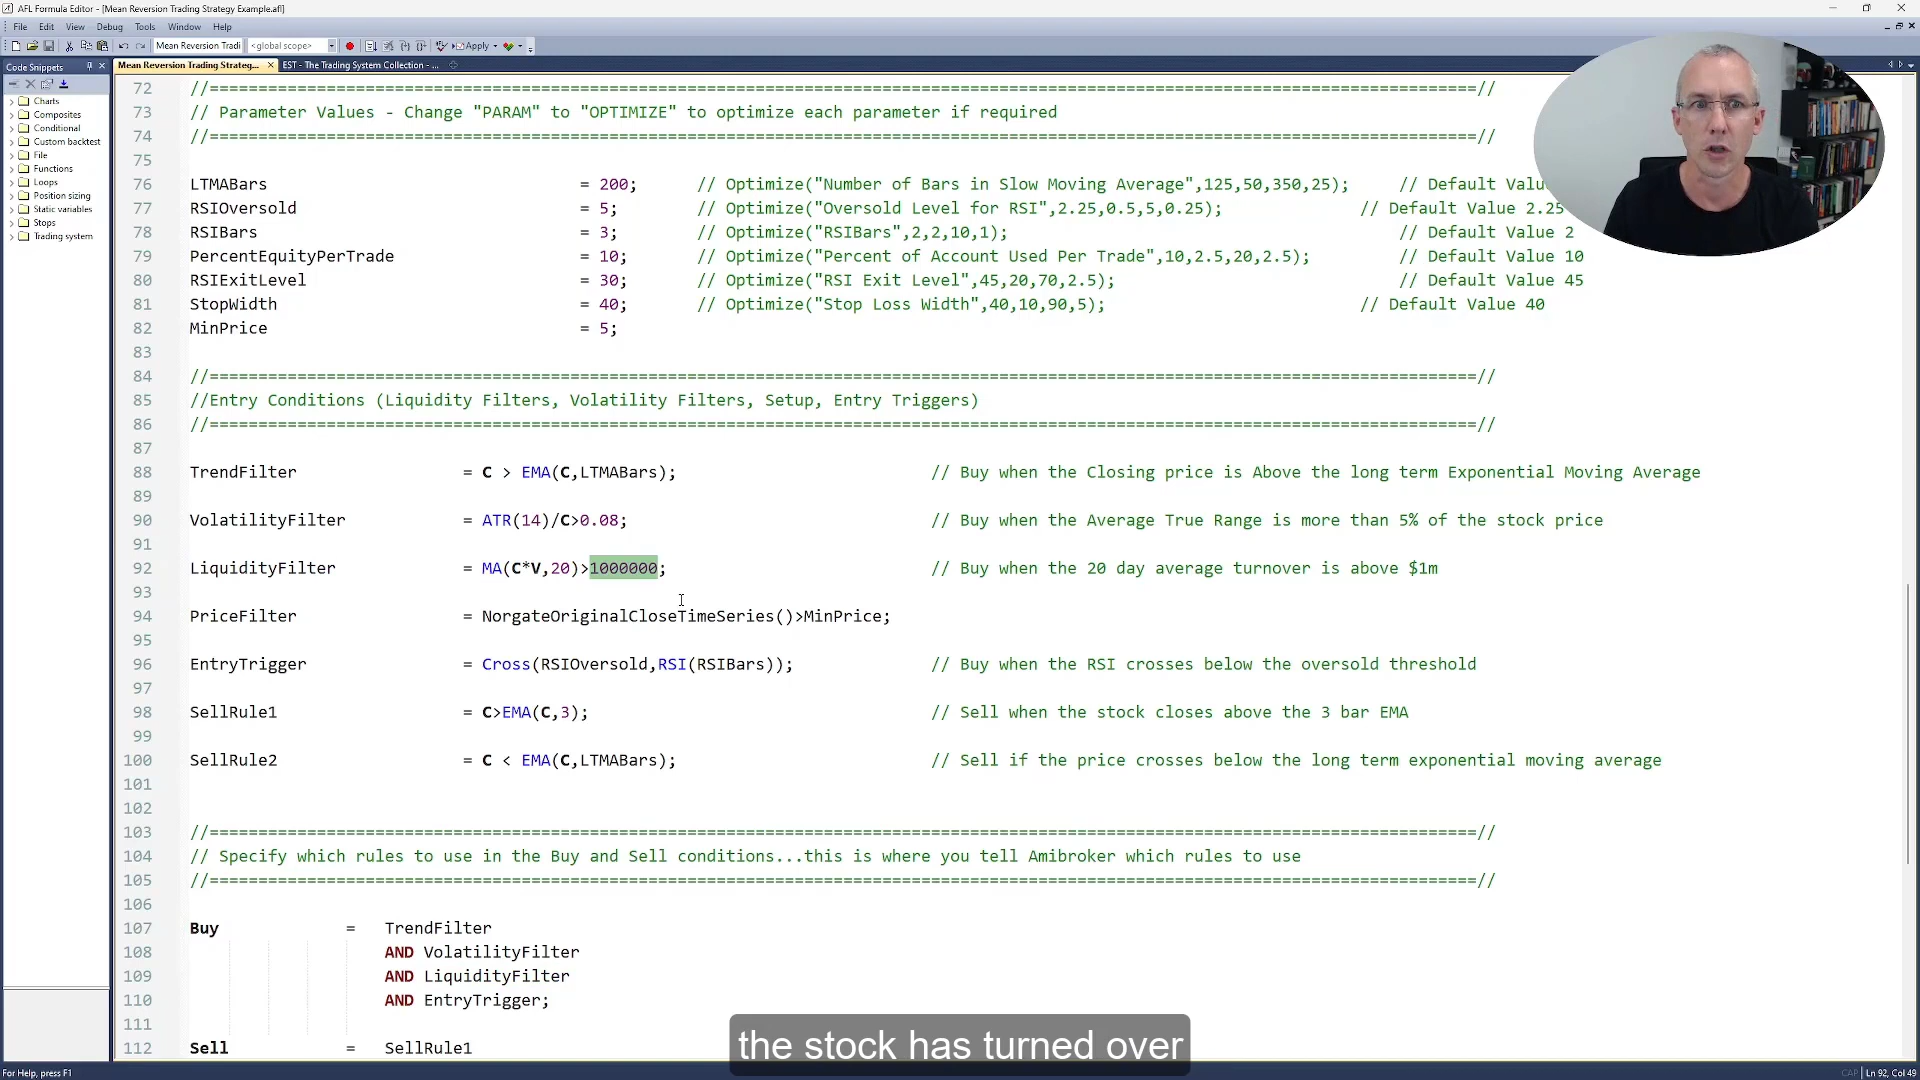 AFL Formula Editor - [Mean Reversion Trading Strategy Example.afl]
File Edit View Debug Tools Window Help
Mean Reversion Tradi <global scope> Apply
Code Snippets
Mean Reversion Trading Strateg... EST - The Trading System Collection - ...
Charts
Composites
Conditional
Custom backtest
File
Functions
Loops
Position sizing
Static variables
Stops
Trading system
72 //==================================================================================================================================//
73 // Parameter Values - Change "PARAM" to "OPTIMIZE" to optimize each parameter if required
74 //==================================================================================================================================//
75
76 LTMABars = 200; // Optimize("Number of Bars in Slow Moving Average",125,50,350,25); // Default Valu
77 RSIOversold = 5; // Optimize("Oversold Level for RSI",2.25,0.5,5,0.25); // Default Value 2.25
78 RSIBars = 3; // Optimize("RSIBars",2,2,10,1); // Default Value 2
79 PercentEquityPerTrade = 10; // Optimize("Percent of Account Used Per Trade",10,2.5,20,2.5); // Default Value 10
80 RSIExitLevel = 30; // Optimize("RSI Exit Level",45,20,70,2.5); // Default Value 45
81 StopWidth = 40; // Optimize("Stop Loss Width",40,10,90,5); // Default Value 40
82 MinPrice = 5;
83
84 //==================================================================================================================================//
85 //Entry Conditions (Liquidity Filters, Volatility Filters, Setup, Entry Triggers)
86 //==================================================================================================================================//
87
88 TrendFilter = C > EMA(C,LTMABars); // Buy when the Closing price is Above the long term Exponential Moving Average
89
90 VolatilityFilter = ATR(14)/C>0.08; // Buy when the Average True Range is more than 5% of the stock price
91
92 LiquidityFilter = MA(C*V,20)>1000000; // Buy when the 20 day average turnover is above $1m
93
94 PriceFilter = NorgateOriginalCloseTimeSeries()>MinPrice;
95
96 EntryTrigger = Cross(RSIOversold,RSI(RSIBars)); // Buy when the RSI crosses below the oversold threshold
97
98 SellRule1 = C>EMA(C,3); // Sell when the stock closes above the 3 bar EMA
99
100 SellRule2 = C < EMA(C,LTMABars); // Sell if the price crosses below the long term exponential moving average
101
102
103 //==================================================================================================================================//
104 // Specify which rules to use in the Buy and Sell conditions...this is where you tell Amibroker which rules to use
105 //==================================================================================================================================//
106
107 Buy = TrendFilter
108 AND VolatilityFilter
109 AND LiquidityFilter
110 AND EntryTrigger;
111
112 Sell = SellRule1
the stock has turned over
For Help, press F1
CAP Ln 92, Col 49